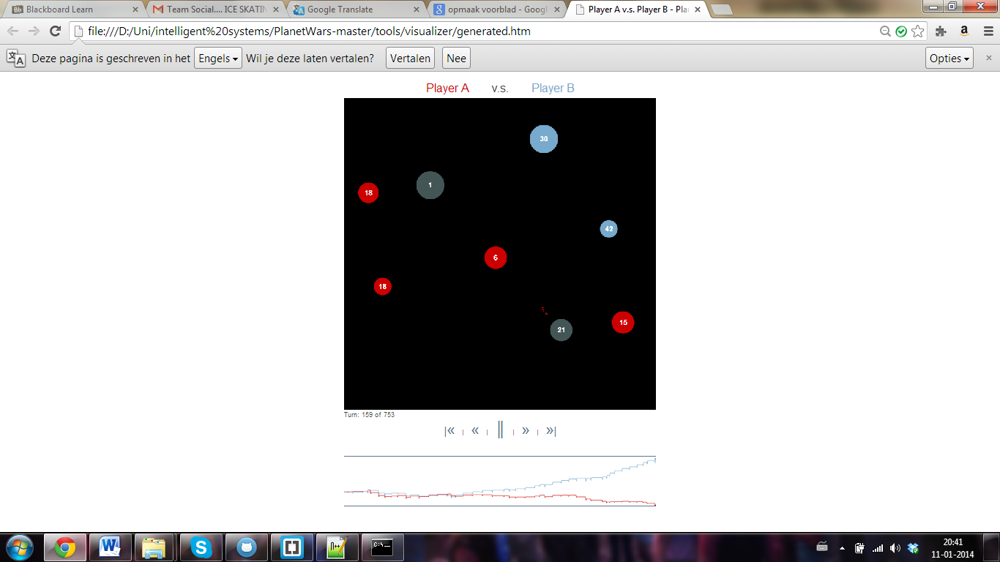 Blackboard Learn
Team Social.... ICE SKATIN
Google Translate
opmaak voorblad - Goog
Player A v.s. Player B - Pla
file:///D:/Uni/intelligent%20systems/PlanetWars-master/tools/visualizer/generated.htm
Deze pagina is geschreven in het Engels Wil je deze laten vertalen? Vertalen Nee Opties
Player A v.s. Player B
30
1
18
42
6
18
15
21
Turn: 159 of 753
|« « || » »|
20:41
11-01-2014